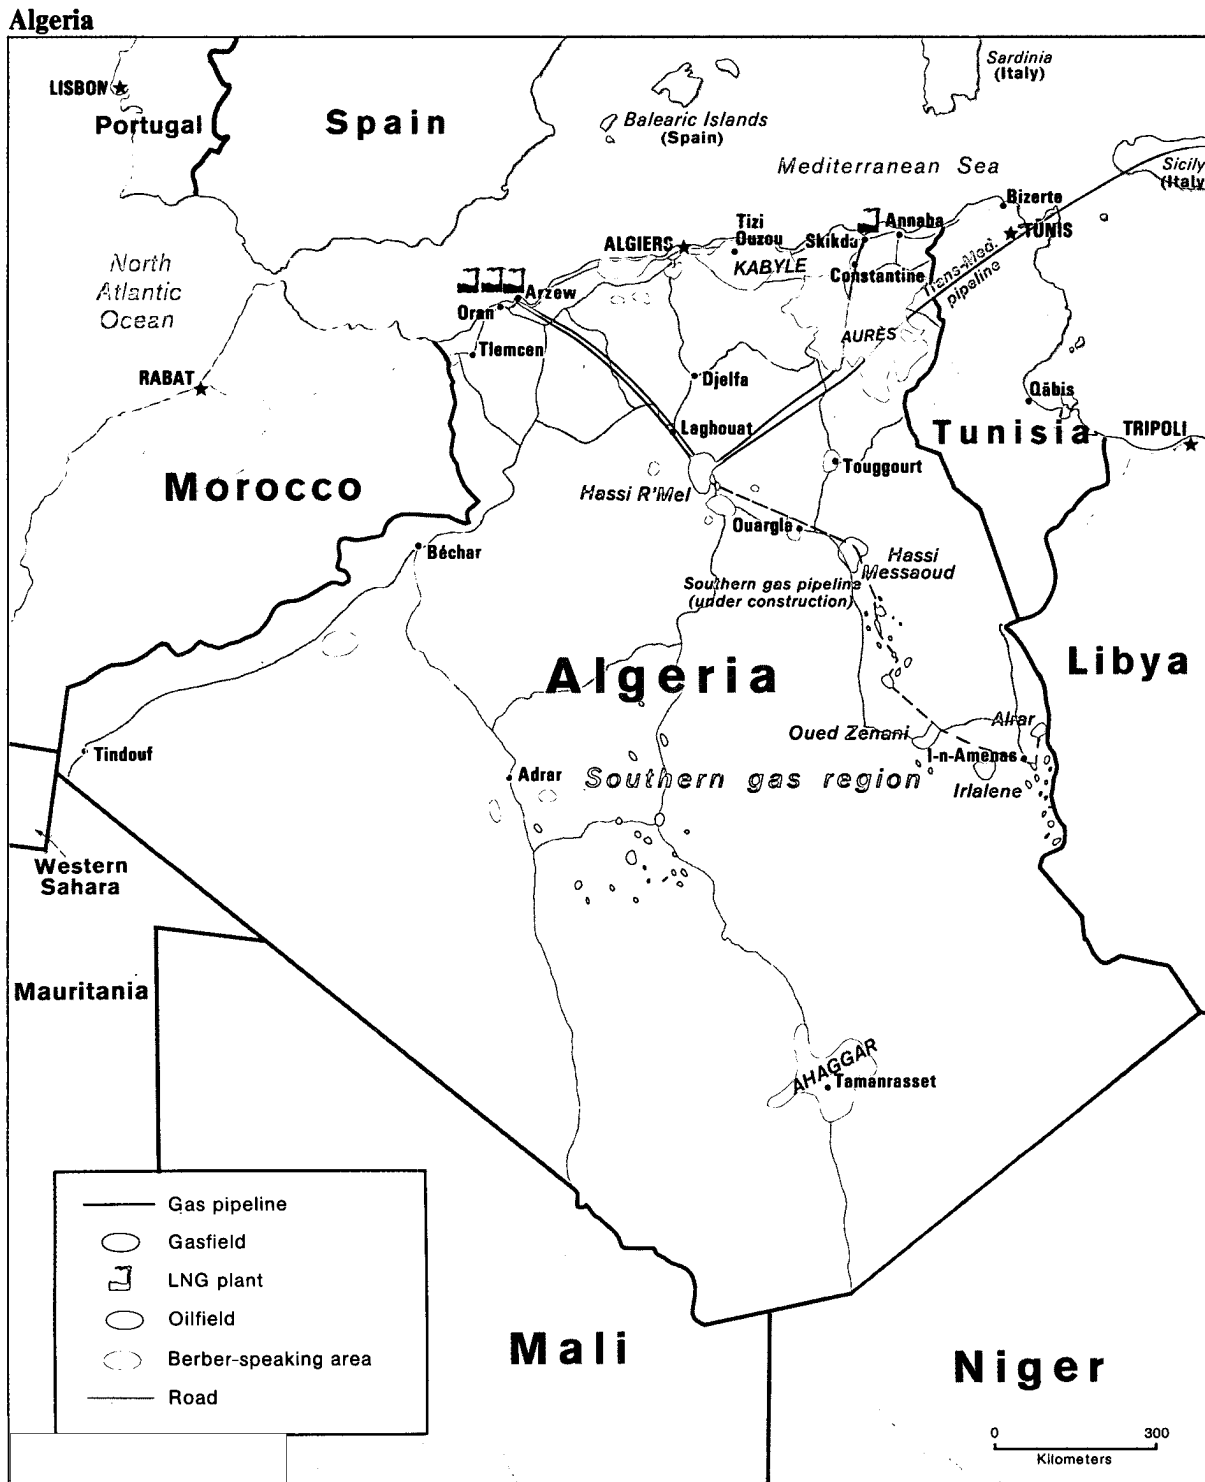 Algeria
LISBON
Portugal
Spain
Balearic Islands
(Spain)
Sardinia
(Italy)
Mediterranean Sea
Sicily
(Italy
Bizerte
TŪNIS
Annaba
Skikda
Tizi
Ouzou
ALGIERS
KABYLE
Constantine
Trans-Med.
pipeline
North
Atlantic
Ocean
Arzew
Oran
Tlemcen
AURÈS
RABAT
Djelfa
Qābis
Laghouat
Tunisia
TRIPOLI
Touggourt
Morocco
Hassi R'Mel
Ouargla
Béchar
Hassi
Messaoud
Southern gas pipeline
(under construction)
Algeria
Libya
Oued Zenani
Alrar
Tindouf
I-n-Amenas
Adrar
Southern gas region
Irlalene
Western
Sahara
Mauritania
AHAGGAR
Tamanrasset
Gas pipeline
Gasfield
LNG plant
Oilfield
Berber-speaking area
Road
Mali
Niger
0 300
Kilometers